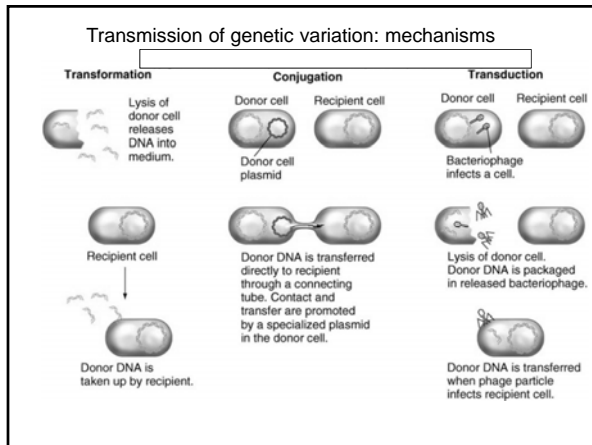 Transmission of genetic variation: mechanisms
Transformation
Lysis of
donor cell
releases
DNA into
medium.
Recipient cell
Donor DNA is
taken up by recipient.
Conjugation
Donor cell Recipient cell
Donor cell
plasmid
Donor DNA is transferred
directly to recipient
through a connecting
tube. Contact and
transfer are promoted
by a specialized plasmid
in the donor cell.
Transduction
Donor cell Recipient cell
Bacteriophage
infects a cell.
Lysis of donor cell.
Donor DNA is packaged
in released bacteriophage.
Donor DNA is transferred
when phage particle
infects recipient cell.